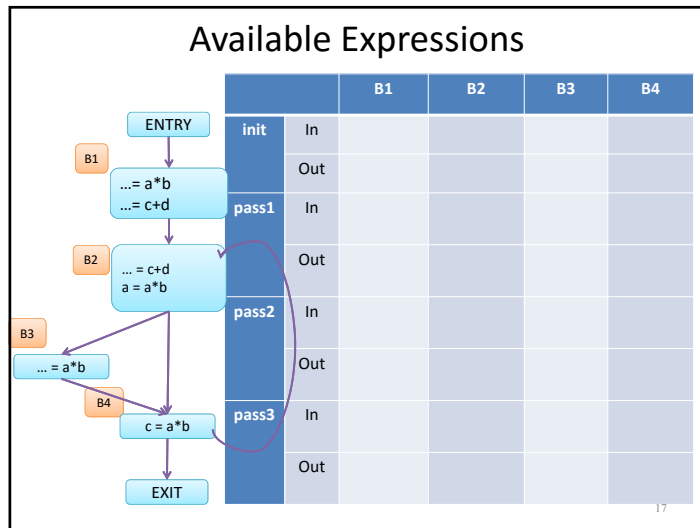 Available Expressions
B1 B2 B3 B4
ENTRY
init In
Out
B1
...= a*b
...= c+d
pass1 In
Out
B2
... = c+d
a = a*b
pass2 In
Out
B3
... = a*b
B4
c = a*b
pass3 In
Out
EXIT
17